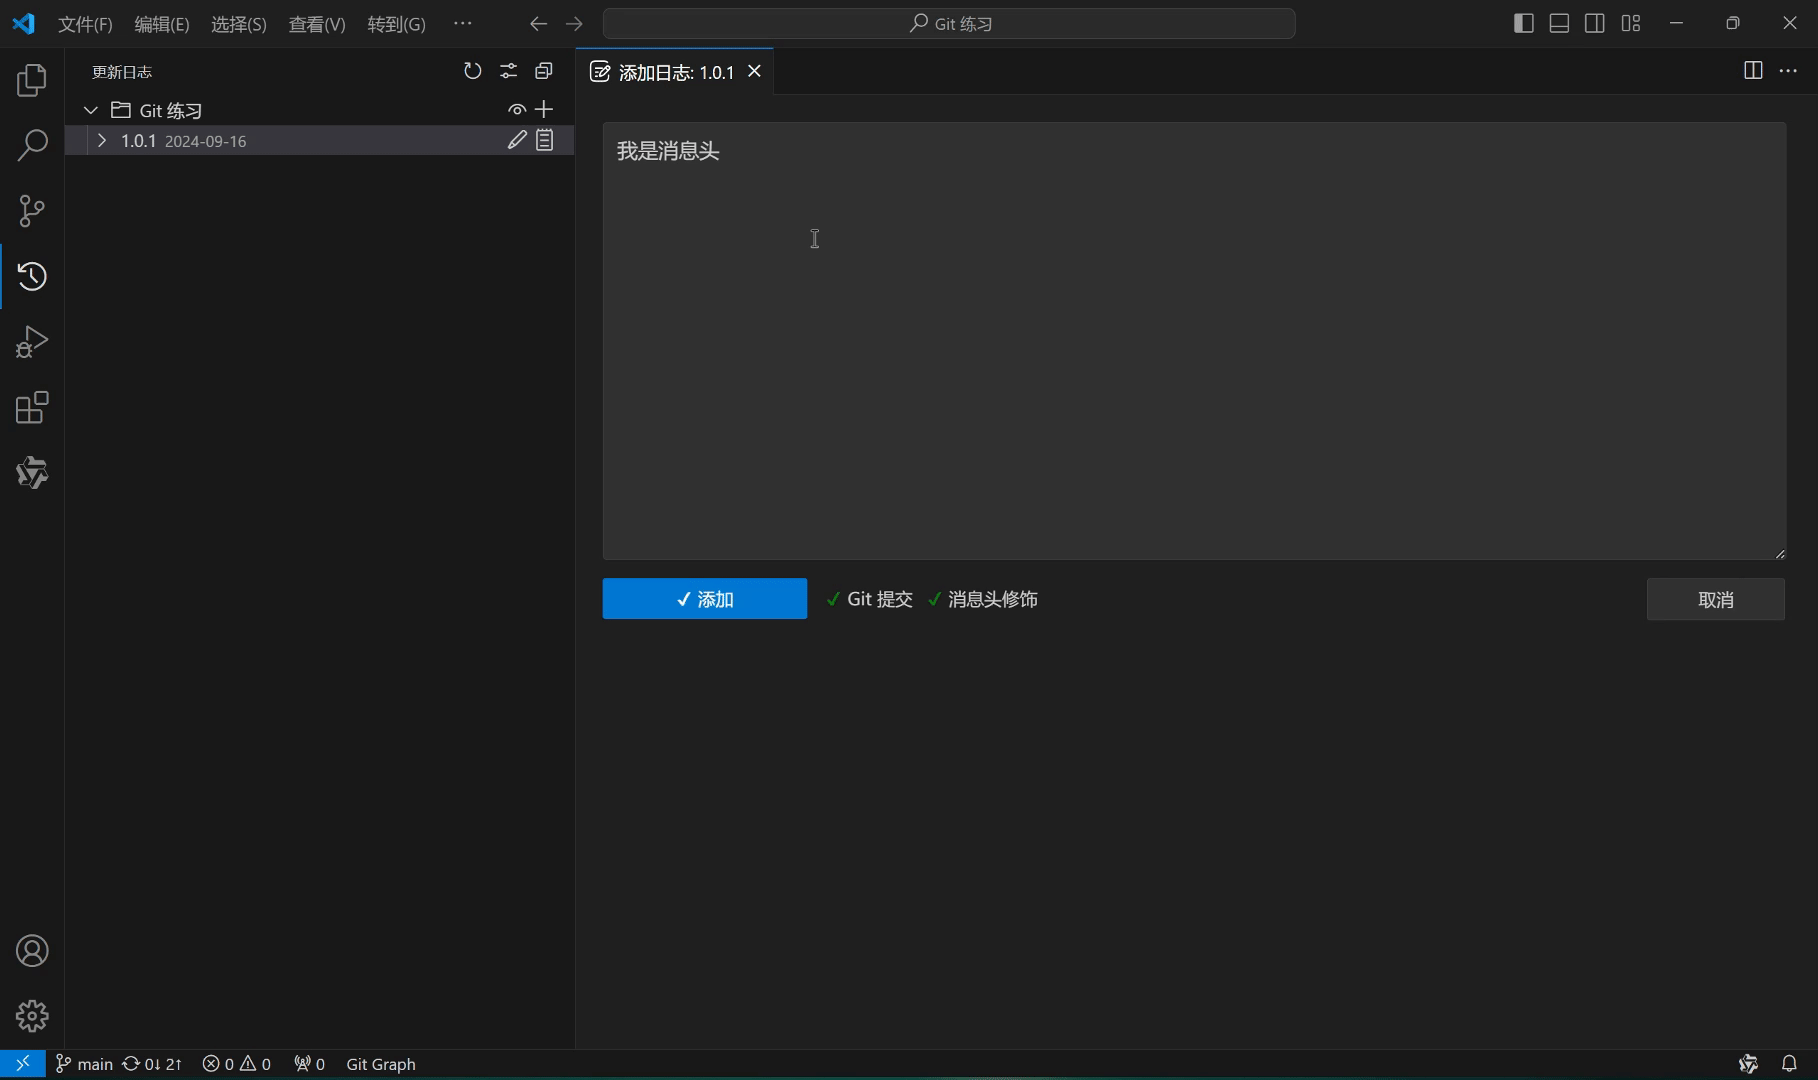 文件(F) 编辑(E) 选择(S) 查看(V) 转到(G) ··· Git 练习
更新日志
添加日志: 1.0.1
Git 练习
1.0.1 2024-09-16
我是消息头
添加 Git 提交 消息头修饰 取消
main 0↓ 2↑ 0 0 0 Git Graph